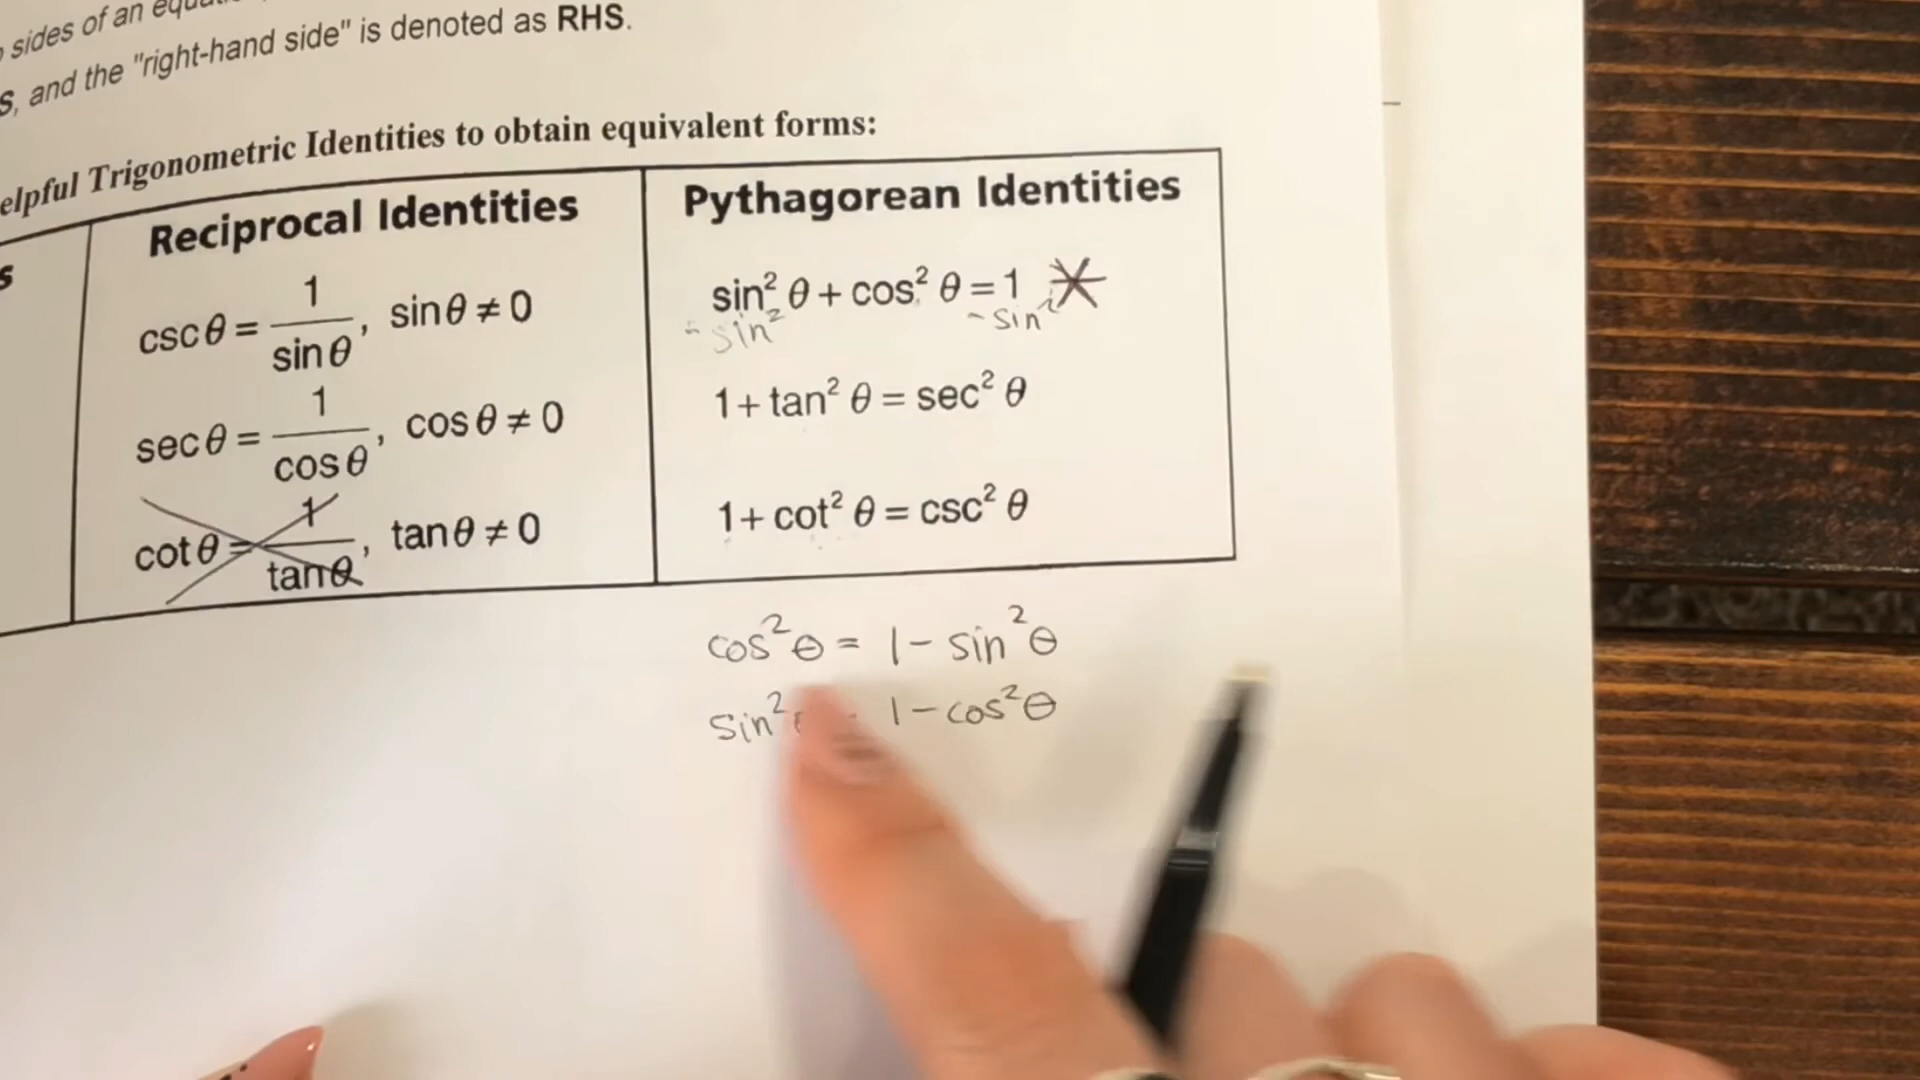 sides of an
S, and the "right-hand side" is denoted as RHS.
elpful Trigonometric Identities to obtain equivalent forms:
s
Reciprocal Identities
csc θ = 1/sin θ, sin θ ≠ 0
sec θ = 1/cos θ, cos θ ≠ 0
cot θ = 1/tan θ, tan θ ≠ 0
Pythagorean Identities
sin² θ + cos² θ = 1
- sin² - sin²
1 + tan² θ = sec² θ
1 + cot² θ = csc² θ
cos²θ = 1 - sin²θ
sin² 1 - cos²θ